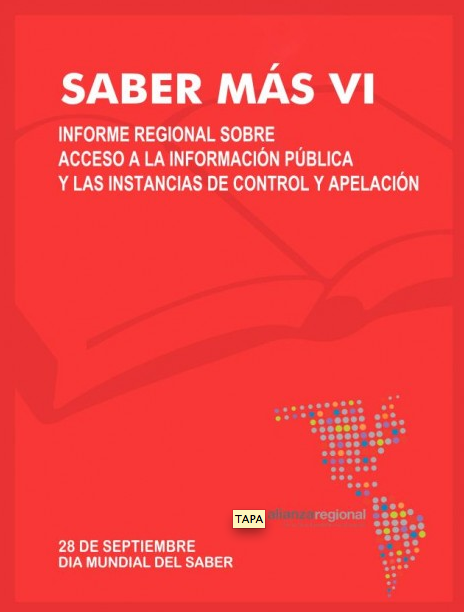 SABER MÁS VI
INFORME REGIONAL SOBRE
ACCESO A LA INFORMACIÓN PÚBLICA
Y LAS INSTANCIAS DE CONTROL Y APELACIÓN
TAPA
alianzaregional
28 DE SEPTIEMBRE
DIA MUNDIAL DEL SABER